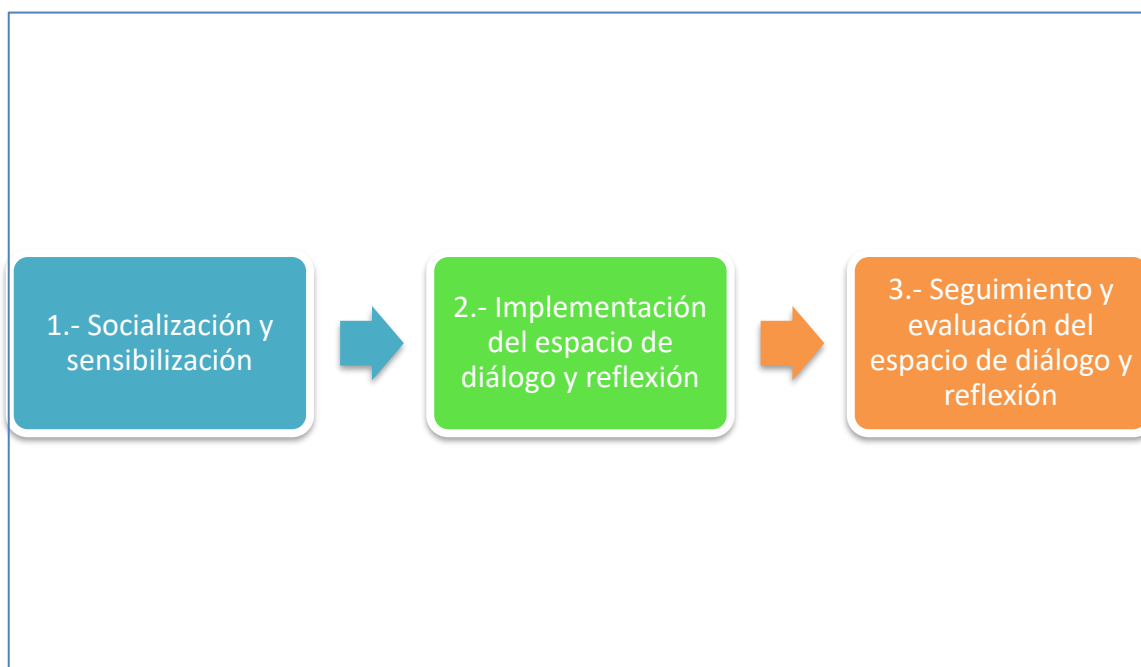 1.- Socialización y
sensibilización
2.- Implementación
del espacio de
diálogo y reflexión
3.- Seguimiento y
evaluación del
espacio de diálogo y
reflexión